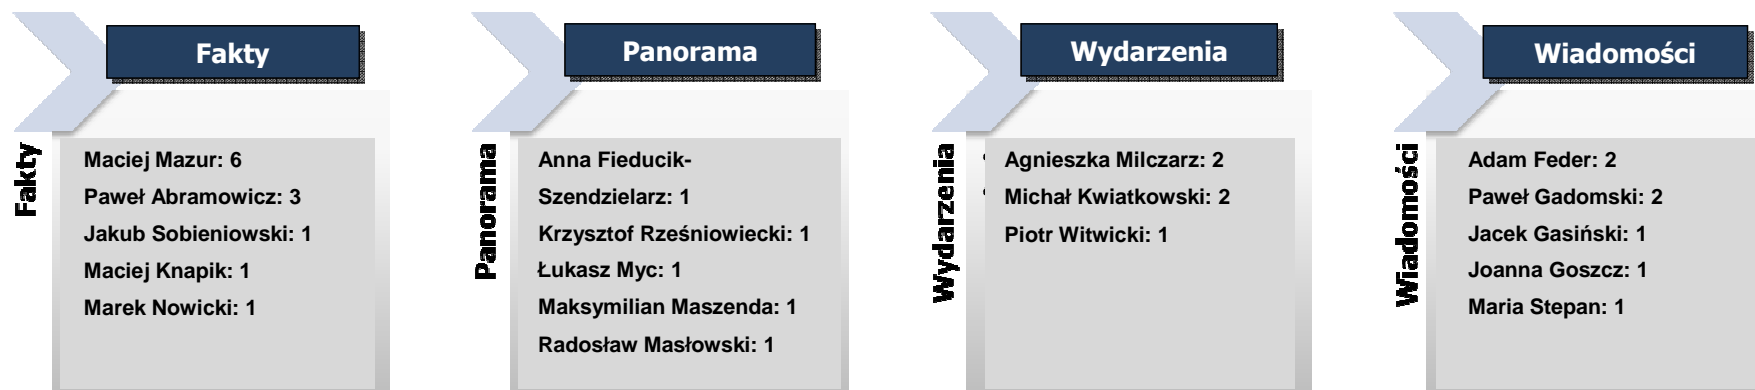 Fakty
Fakty
Maciej Mazur: 6
Paweł Abramowicz: 3
Jakub Sobieniowski: 1
Maciej Knapik: 1
Marek Nowicki: 1
Panorama
Panorama
Anna Fieducik-
Szendzielarz: 1
Krzysztof Rześniowiecki: 1
Łukasz Myc: 1
Maksymilian Maszenda: 1
Radosław Masłowski: 1
Wydarzenia
Wydarzenia
Agnieszka Milczarz: 2
Michał Kwiatkowski: 2
Piotr Witwicki: 1
Wiadomości
Wiadomości
Adam Feder: 2
Paweł Gadomski: 2
Jacek Gasiński: 1
Joanna Goszcz: 1
Maria Stepan: 1